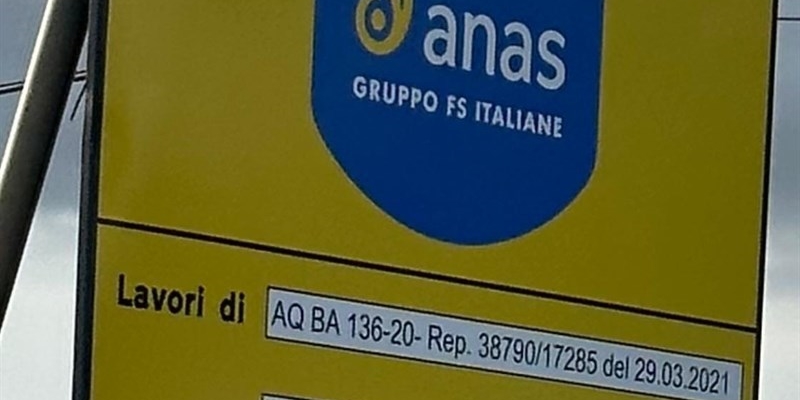 anas
GRUPPO FS ITALIANE
Lavori di
AQ BA 136-20- Rep. 38790/17285 del 29.03.2021